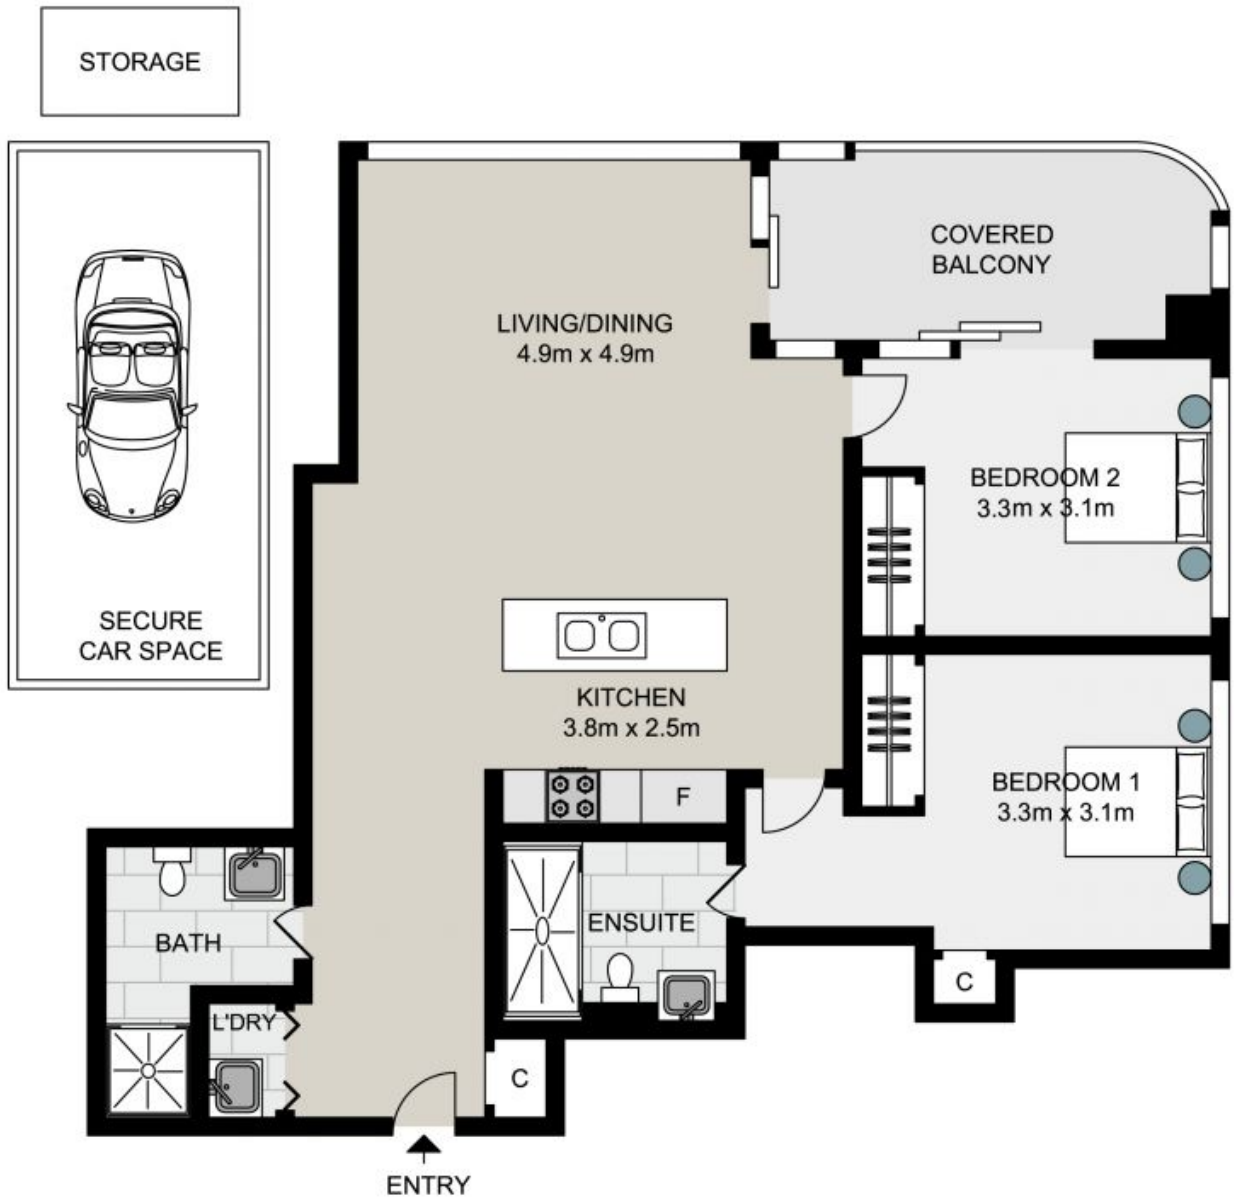 STORAGE
SECURE
CAR SPACE
COVERED
BALCONY
LIVING/DINING
4.9m x 4.9m
BEDROOM 2
3.3m x 3.1m
KITCHEN
3.8m x 2.5m
F
BEDROOM 1
3.3m x 3.1m
ENSUITE
BATH
C
L'DRY
C
ENTRY